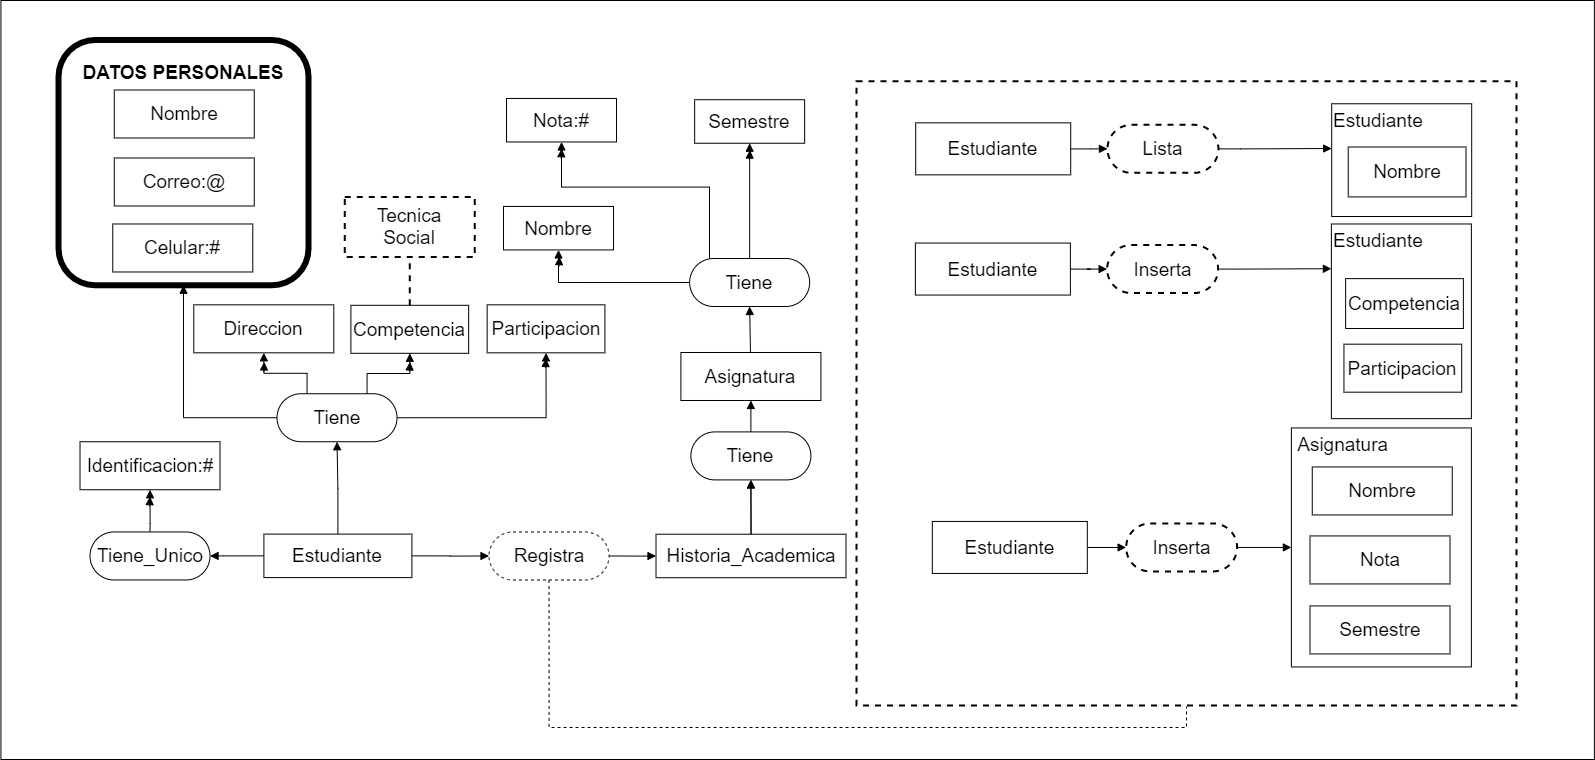 DATOS PERSONALES
Nombre
Correo:@
Celular:#
Tecnica
Social
Direccion
Competencia
Participacion
Tiene
Identificacion:#
Tiene_Unico
Estudiante
Registra
Historia_Academica
Nota:#
Semestre
Nombre
Tiene
Asignatura
Tiene
Estudiante
Lista
Estudiante
Nombre
Estudiante
Inserta
Estudiante
Competencia
Participacion
Estudiante
Inserta
Asignatura
Nombre
Nota
Semestre